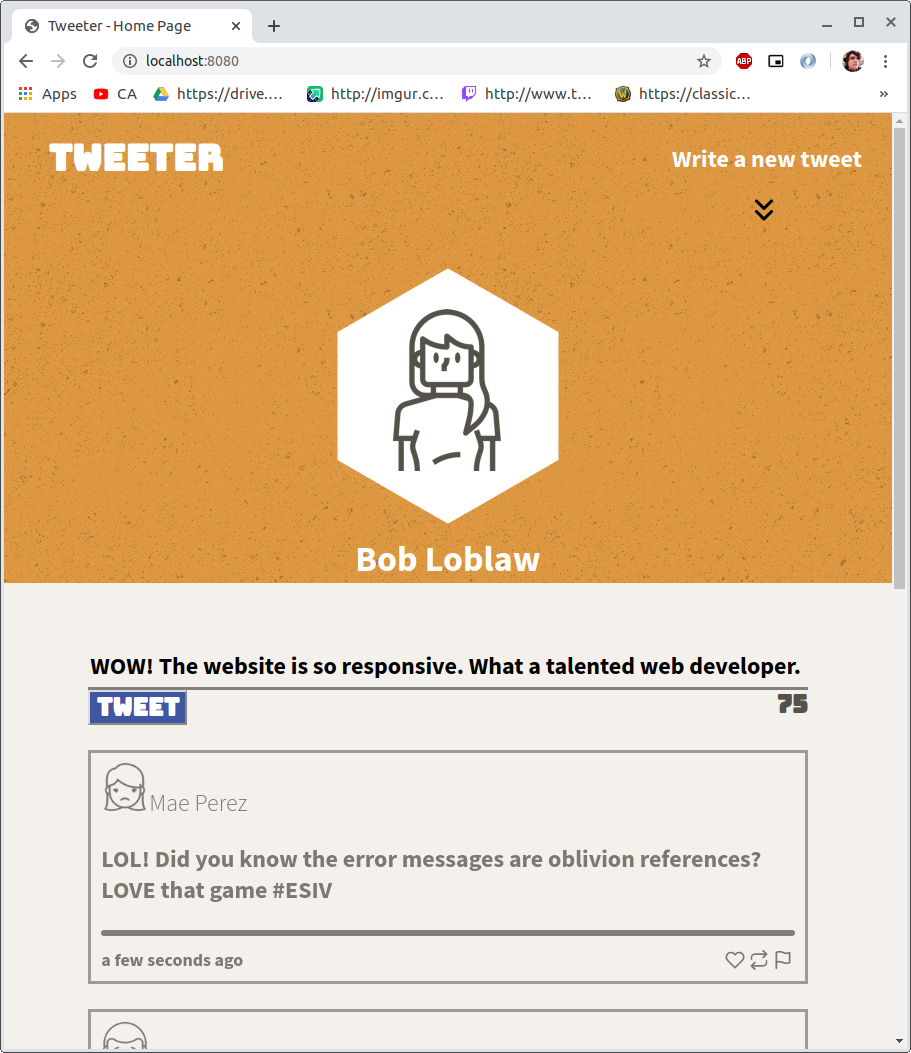 Tweeter - Home Page
localhost:8080
ABP
Apps
CA
https://drive.…
http://imgur.c…
http://www.t…
https://classic…
»
TWEETER
Write a new tweet
Bob Loblaw
WOW! The website is so responsive. What a talented web developer.
TWEET
75
Mae Perez
LOL! Did you know the error messages are oblivion references?
LOVE that game #ESIV
a few seconds ago